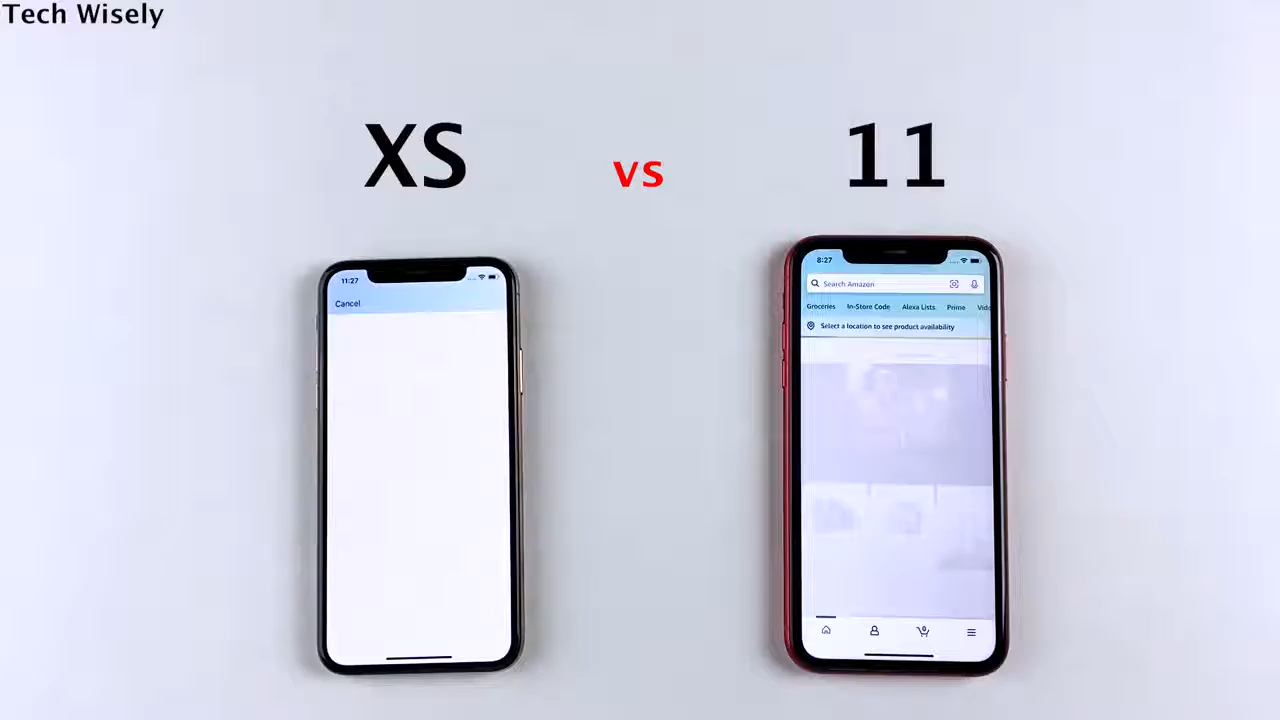 Tech Wisely
XS vs 11
11:27
Cancel
8:27
Search Amazon
Groceries In-Store Code Alexa Lists Prime
Select a location to see product availability
0